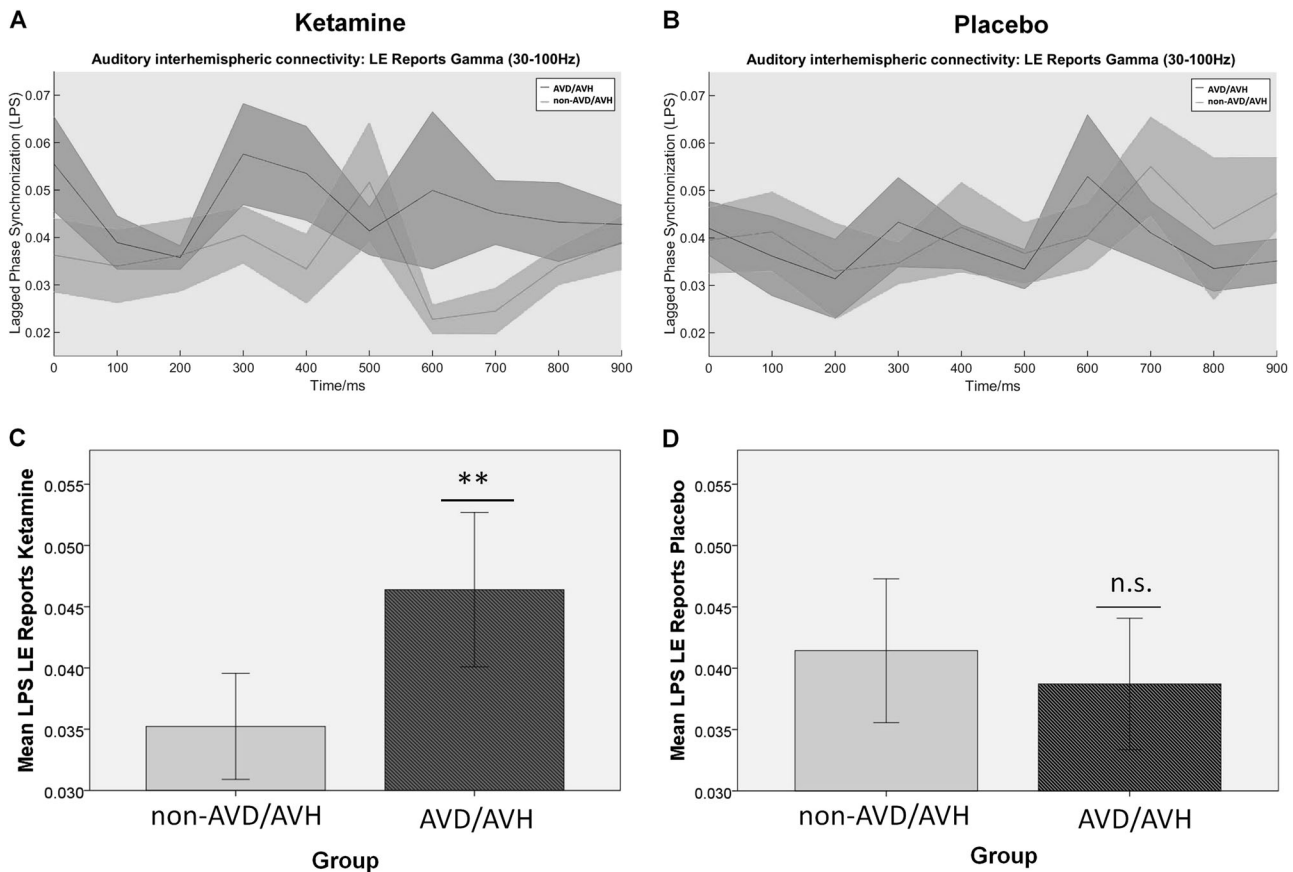 A
Ketamine
Auditory interhemispheric connectivity: LE Reports Gamma (30-100Hz)
AVD/AVH
non-AVD/AVH
Lagged Phase Synchronization (LPS)
0.07
0.06
0.05
0.04
0.03
0.02
0 100 200 300 400 500 600 700 800 900
Time/ms
B
Placebo
Auditory interhemispheric connectivity: LE Reports Gamma (30-100Hz)
AVD/AVH
non-AVD/AVH
Lagged Phase Synchronization (LPS)
0.07
0.06
0.05
0.04
0.03
0.02
0 100 200 300 400 500 600 700 800 900
Time/ms
C
Mean LPS LE Reports Ketamine
0.055
0.050
0.045
0.040
0.035
0.030
**
non-AVD/AVH AVD/AVH
Group
D
Mean LPS LE Reports Placebo
0.055
0.050
0.045
0.040
0.035
0.030
n.s.
non-AVD/AVH AVD/AVH
Group